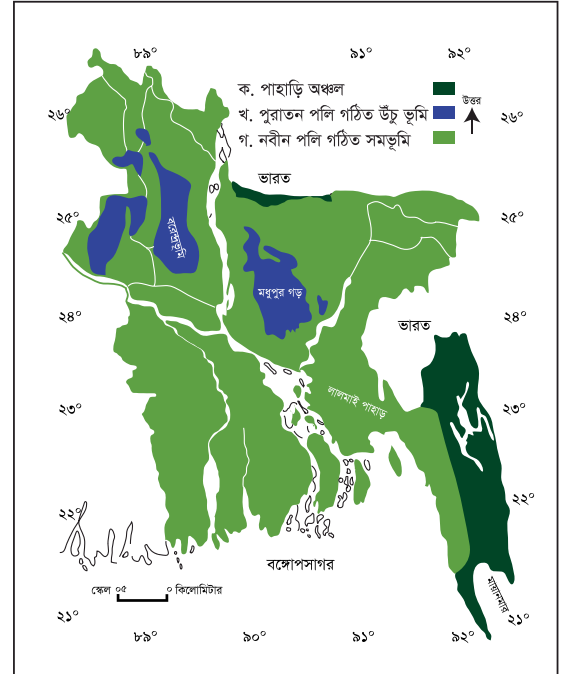 ৮৯° ৯১° ৯২°
ক. পাহাড়ি অঞ্চল
খ. পুরাতন পলি গঠিত উঁচু ভূমি
গ. নবীন পলি গঠিত সমভূমি
উত্তর
২৬° ২৬°
ভারত
২৫° ২৫°
বরেন্দ্রভূমি
মধুপুর গড়
২৪° ২৪°
ভারত
লালমাই পাহাড়
২৩° ২৩°
২২° ২২°
বঙ্গোপসাগর
স্কেল ০৫ ০ কিলোমিটার
মায়ানমার
২১° ২১°
৮৯° ৯০° ৯১° ৯২°